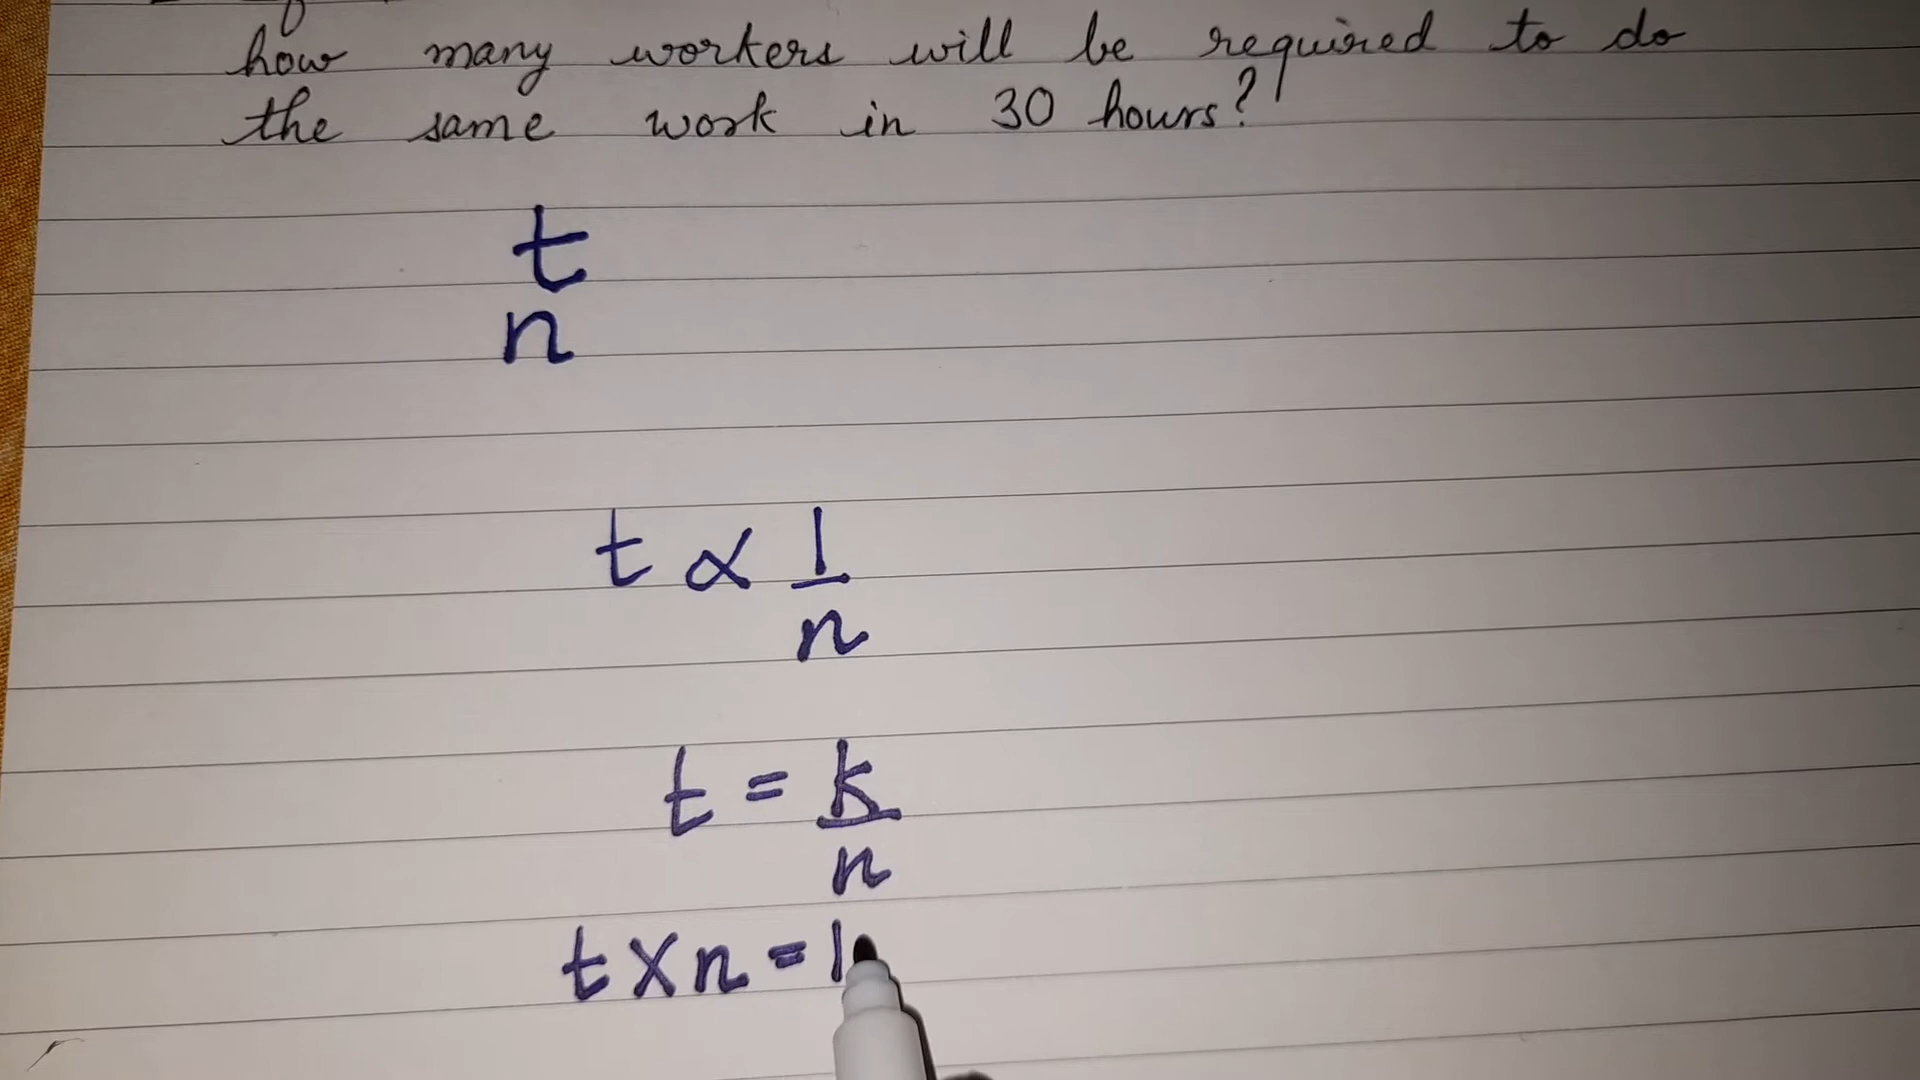 how many workers will be required to do
the same work in 30 hours?
t
n
t ∝ 1/n
t = k/n
t × n =